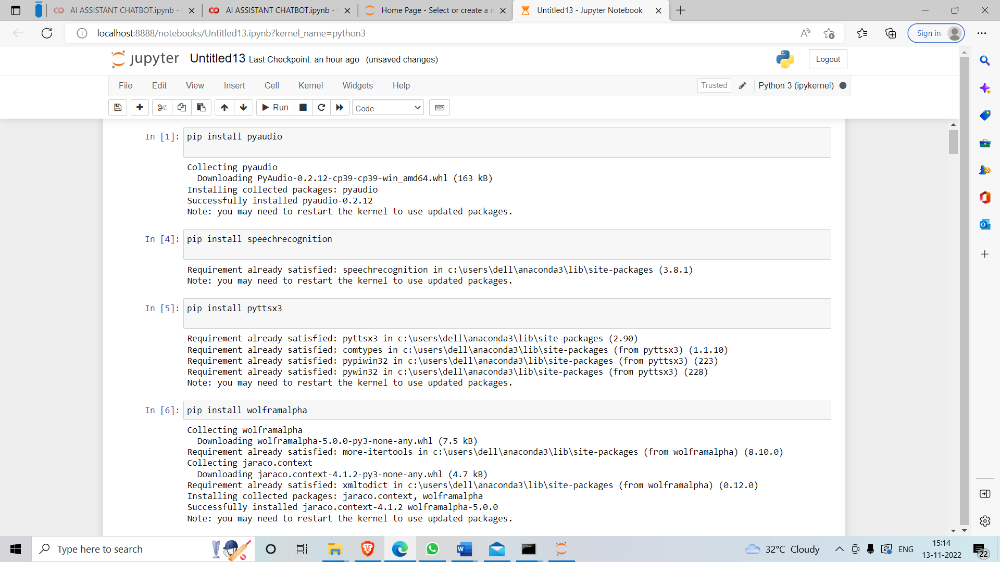 AI ASSISTANT CHATBOT.ipynb -
AI ASSISTANT CHATBOT.ipynb -
Home Page - Select or create a n
Untitled13 - Jupyter Notebook
localhost:8888/notebooks/Untitled13.ipynb?kernel_name=python3
Sign in
jupyter Untitled13 Last Checkpoint: an hour ago (unsaved changes)
Logout
File Edit View Insert Cell Kernel Widgets Help
Trusted Python 3 (ipykernel)
Run Code
In [1]: pip install pyaudio
Collecting pyaudio
Downloading PyAudio-0.2.12-cp39-cp39-win_amd64.whl (163 kB)
Installing collected packages: pyaudio
Successfully installed pyaudio-0.2.12
Note: you may need to restart the kernel to use updated packages.
In [4]: pip install speechrecognition
Requirement already satisfied: speechrecognition in c:\users\dell\anaconda3\lib\site-packages (3.8.1)
Note: you may need to restart the kernel to use updated packages.
In [5]: pip install pyttsx3
Requirement already satisfied: pyttsx3 in c:\users\dell\anaconda3\lib\site-packages (2.90)
Requirement already satisfied: comtypes in c:\users\dell\anaconda3\lib\site-packages (from pyttsx3) (1.1.10)
Requirement already satisfied: pypiwin32 in c:\users\dell\anaconda3\lib\site-packages (from pyttsx3) (223)
Requirement already satisfied: pywin32 in c:\users\dell\anaconda3\lib\site-packages (from pyttsx3) (228)
Note: you may need to restart the kernel to use updated packages.
In [6]: pip install wolframalpha
Collecting wolframalpha
Downloading wolframalpha-5.0.0-py3-none-any.whl (7.5 kB)
Requirement already satisfied: more-itertools in c:\users\dell\anaconda3\lib\site-packages (from wolframalpha) (8.10.0)
Collecting jaraco.context
Downloading jaraco.context-4.1.2-py3-none-any.whl (4.7 kB)
Requirement already satisfied: xmltodict in c:\users\dell\anaconda3\lib\site-packages (from wolframalpha) (0.12.0)
Installing collected packages: jaraco.context, wolframalpha
Successfully installed jaraco.context-4.1.2 wolframalpha-5.0.0
Note: you may need to restart the kernel to use updated packages.
Type here to search
32°C Cloudy
ENG
15:14
13-11-2022
22